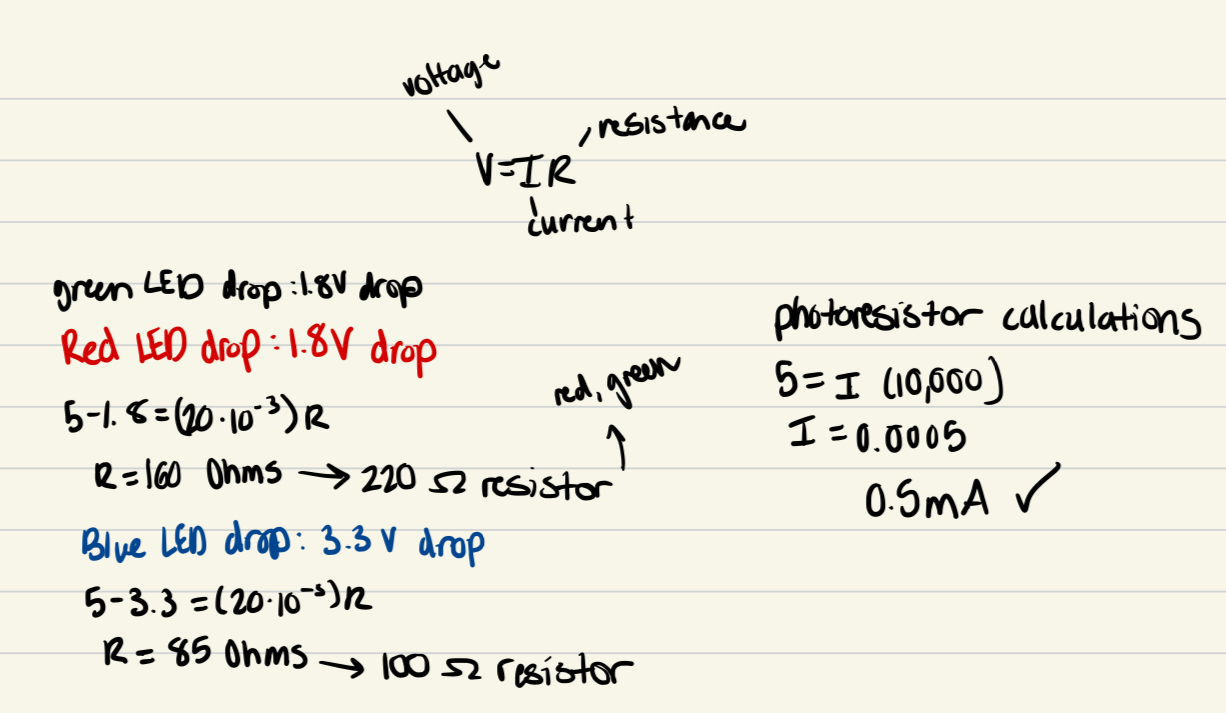 voltage
resistance
V=IR
current
green LED drop: 1.8V drop
Red LED drop: 1.8V drop
5-1.8=(20·10⁻³)R
red, green
R=160 Ohms → 220 Ω resistor
Blue LED drop: 3.3 V drop
5-3.3=(20·10⁻³)R
R= 85 Ohms → 100 Ω resistor
photoresistor calculations
5= I (10,000)
I=0.0005
0.5mA ✓